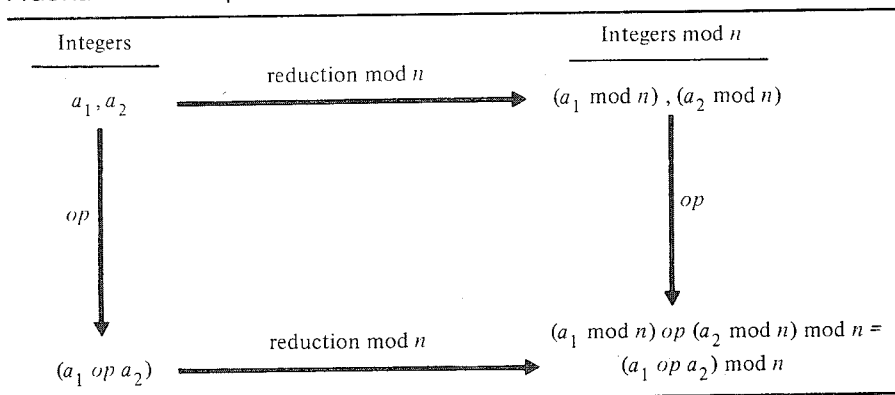 Integers
Integers mod n
reduction mod n
a₁, a₂
(a₁ mod n) , (a₂ mod n)
op
op
reduction mod n
(a₁ op a₂)
(a₁ mod n) op (a₂ mod n) mod n =
(a₁ op a₂) mod n